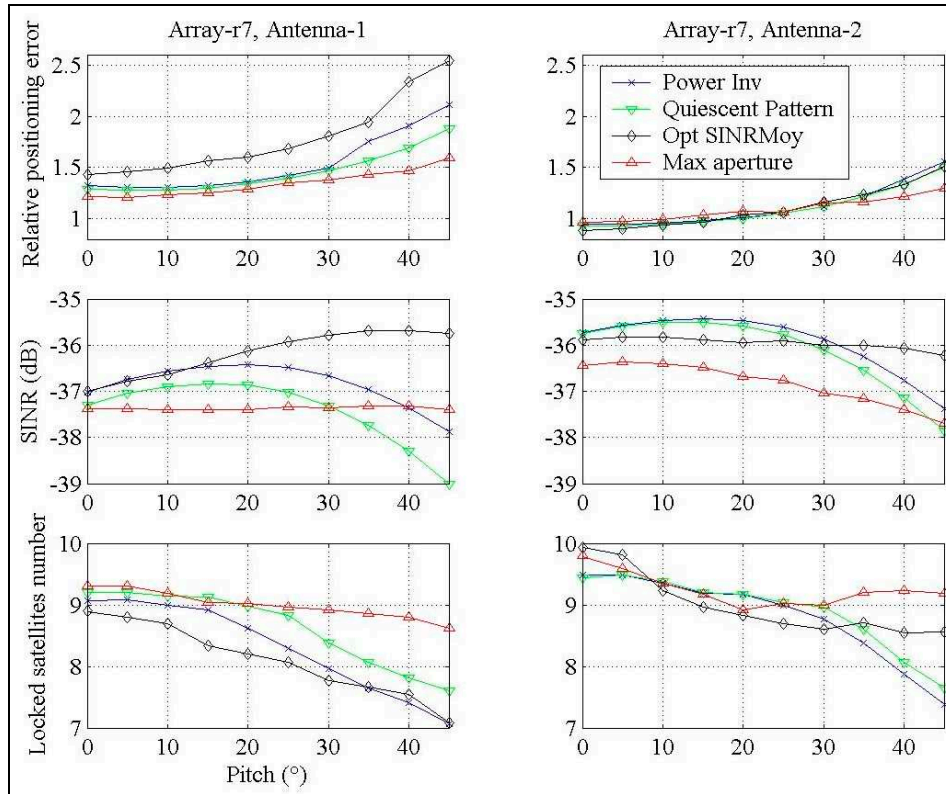 Array-r7, Antenna-1
Relative positioning error
2.5
2
1.5
1
0 10 20 30 40
Array-r7, Antenna-2
Power Inv
Quiescent Pattern
Opt SINRMoy
Max aperture
2.5
2
1.5
1
0 10 20 30 40
SINR (dB)
-35
-36
-37
-38
-39
0 10 20 30 40
-35
-36
-37
-38
-39
0 10 20 30 40
Locked satellites number
10
9
8
7
0 10 20 30 40
Pitch (°)
10
9
8
7
0 10 20 30 40